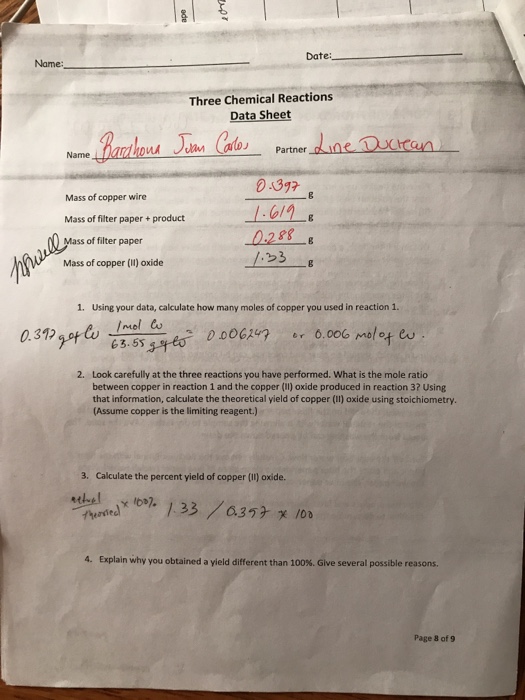 ape
Name:
Date:
Three Chemical Reactions
Data Sheet
Name Juan Carlos Partner Line
Mass of copper wire 0.397 g
Mass of filter paper + product 1.619 g
Mass of filter paper 0.288 g
Mass of copper (II) oxide 1.33 g
1. Using your data, calculate how many moles of copper you used in reaction 1.
0.397 g of Cu 1 mol Cu
63.55 g of Cu = 0.006247 or 0.006 mol of Cu.
2. Look carefully at the three reactions you have performed. What is the mole ratio
between copper in reaction 1 and the copper (II) oxide produced in reaction 3? Using
that information, calculate the theoretical yield of copper (II) oxide using stoichiometry.
(Assume copper is the limiting reagent.)
3. Calculate the percent yield of copper (II) oxide.
actual
x 100% 1.33 / 0.397 x 100
4. Explain why you obtained a yield different than 100%. Give several possible reasons.
Page 8 of 9